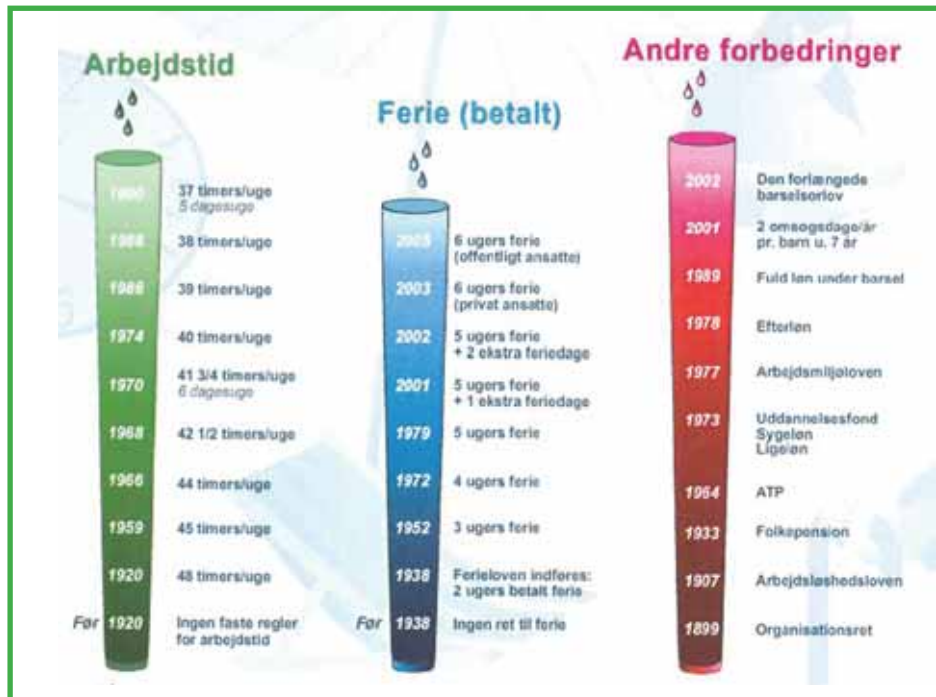 Arbejdstid
1990
37 timers/uge
5 dagesuge
1988
38 timers/uge
1986
39 timers/uge
1974
40 timers/uge
1970
41 3/4 timers/uge
6 dagesuge
1968
42 1/2 timers/uge
1966
44 timers/uge
1959
45 timers/uge
1920
48 timers/uge
Før 1920
Ingen faste regler
for arbejdstid
Ferie (betalt)
2005
6 ugers ferie
(offentligt ansatte)
2003
6 ugers ferie
(privat ansatte)
2002
5 ugers ferie
+ 2 ekstra feriedage
2001
5 ugers ferie
+ 1 ekstra feriedage
1979
5 ugers ferie
1972
4 ugers ferie
1952
3 ugers ferie
1938
Ferieloven indføres:
2 ugers betalt ferie
Før 1938
Ingen ret til ferie
Andre forbedringer
2002
Den forlængede
barselsorlov
2001
2 omsogsdage/år
pr. barn u. 7 år
1989
Fuld løn under barsel
1978
Efterløn
1977
Arbejdsmiljøloven
1973
Uddannelsesfond
Sygeløn
Ligeløn
1964
ATP
1933
Folkepension
1907
Arbejdsløshedsloven
1899
Organisationsret